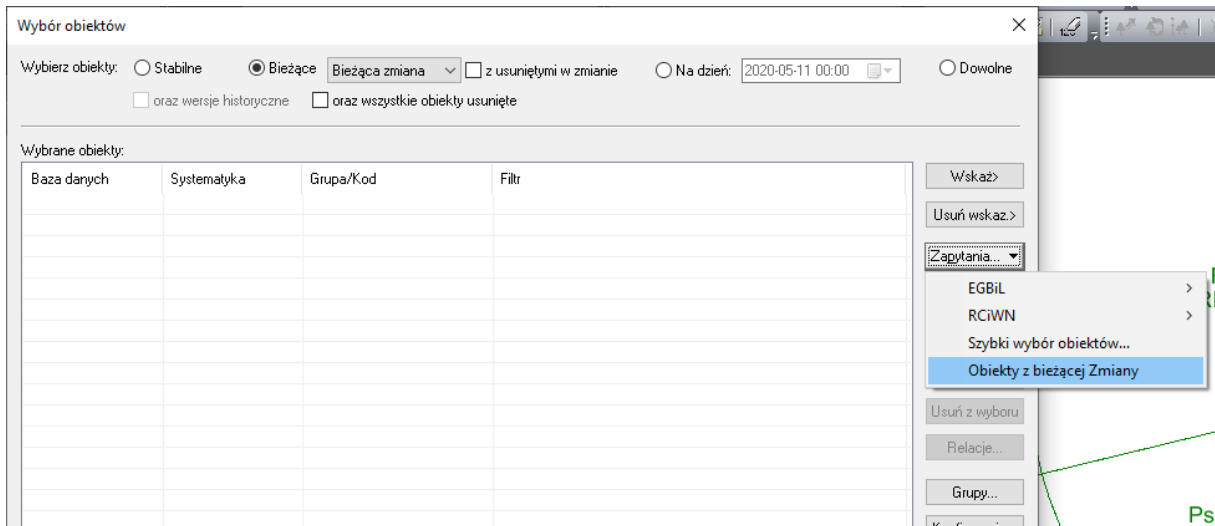 Wybór obiektów
Wybierz obiekty: Stabilne Bieżące Bieżąca zmiana z usuniętymi w zmianie Na dzień: 2020-05-11 00:00 Dowolne
oraz wersje historyczne oraz wszystkie obiekty usunięte
Wybrane obiekty:
Baza danych Systematyka Grupa/Kod Filtr
Wskaż>
Usuń wskaz.>
Zapytania...
EGBiL
RCiWN
Szybki wybór obiektów...
Obiekty z bieżącej Zmiany
Usuń z wyboru
Relacje...
Grupy...
Ps